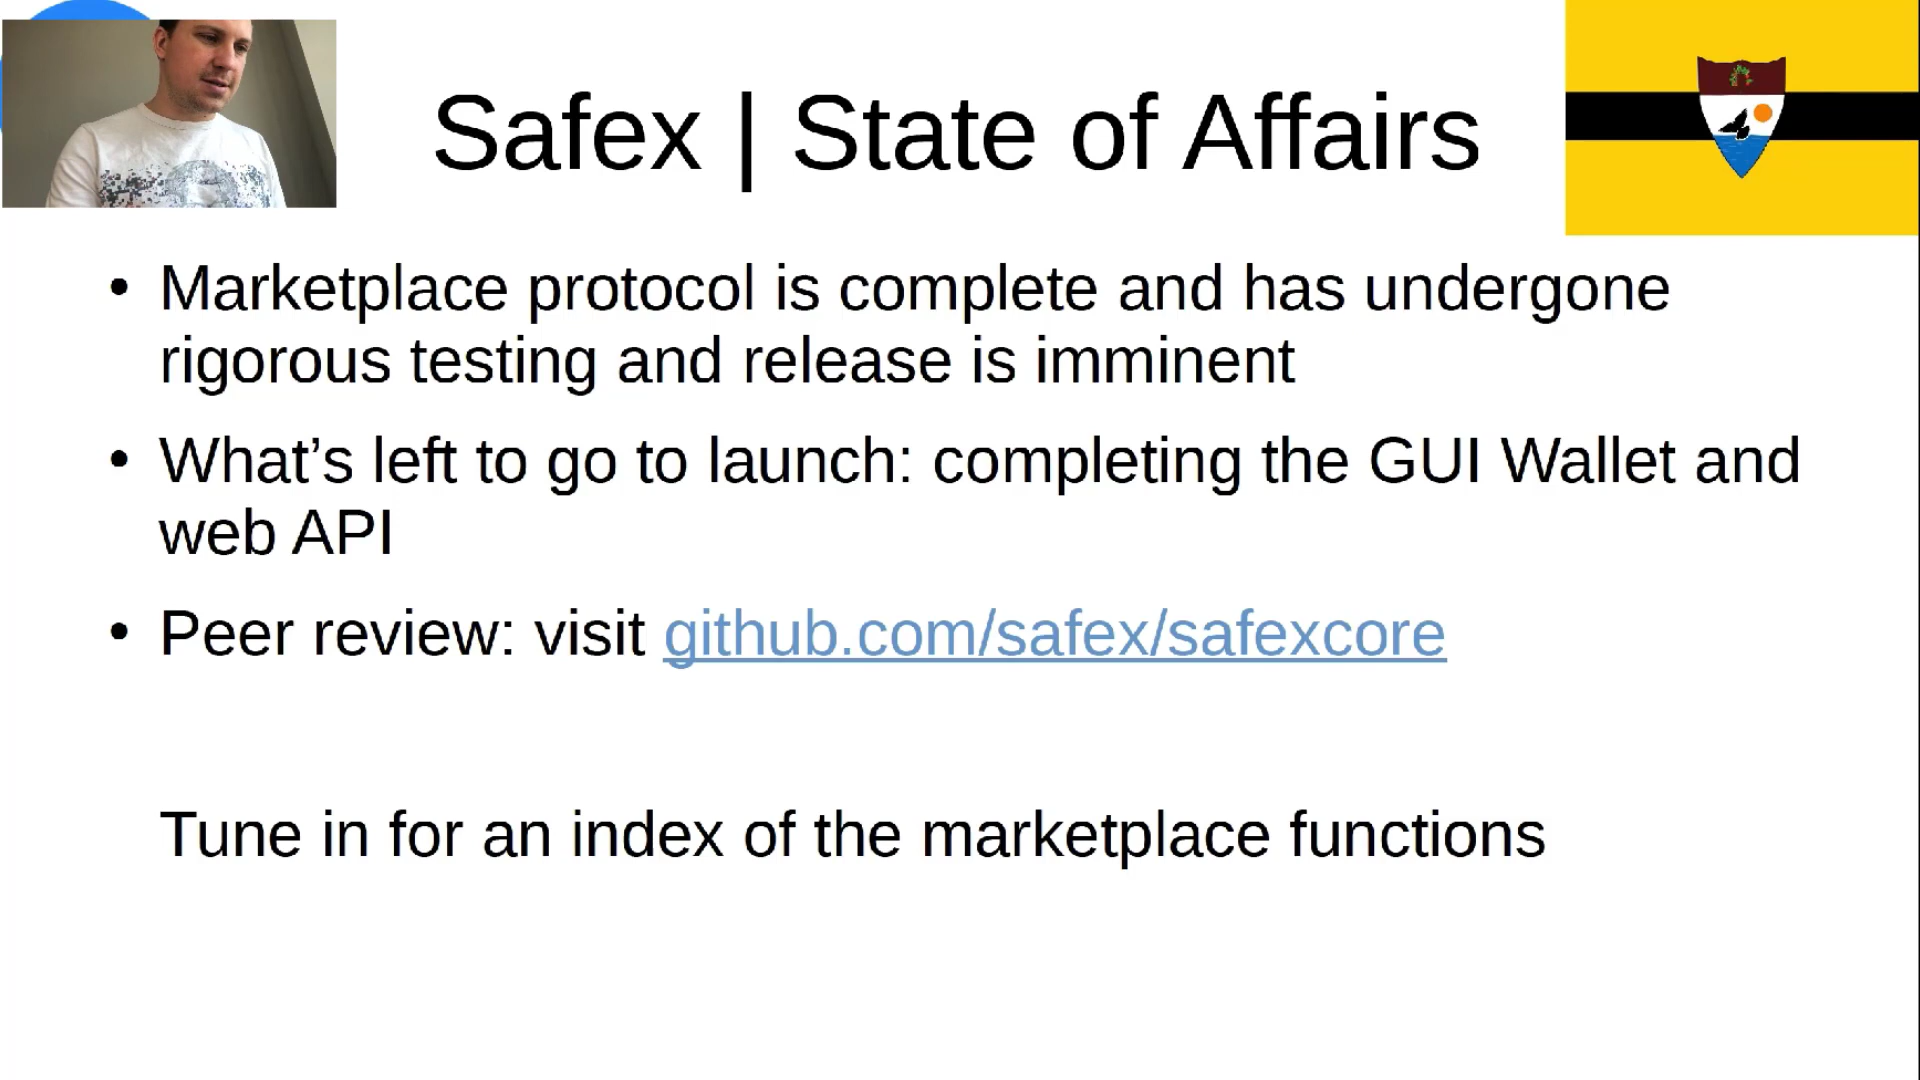 Safex | State of Affairs
• Marketplace protocol is complete and has undergone
rigorous testing and release is imminent
• What’s left to go to launch: completing the GUI Wallet and
web API
• Peer review: visit github.com/safex/safexcore
Tune in for an index of the marketplace functions